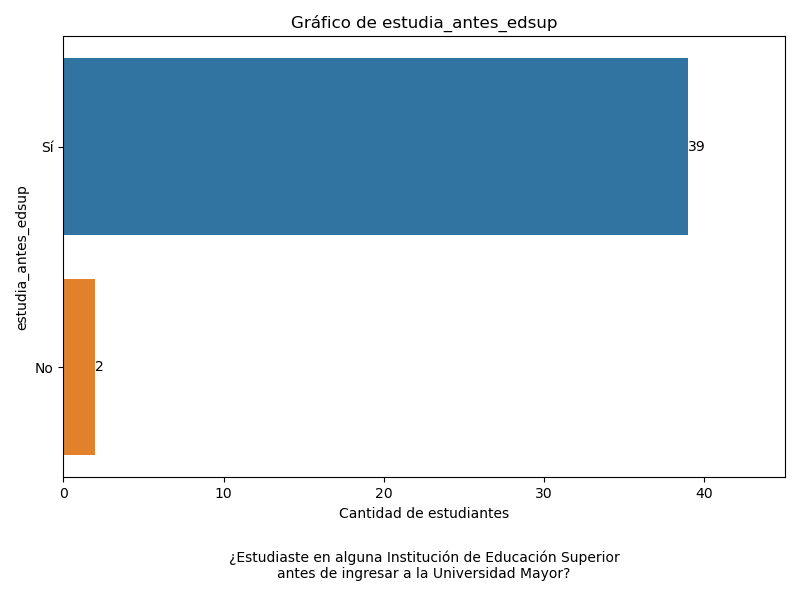 Gráfico de estudia_antes_edsup
estudia_antes_edsup
Sí
39
No
2
0 10 20 30 40
Cantidad de estudiantes
¿Estudiaste en alguna Institución de Educación Superior
antes de ingresar a la Universidad Mayor?